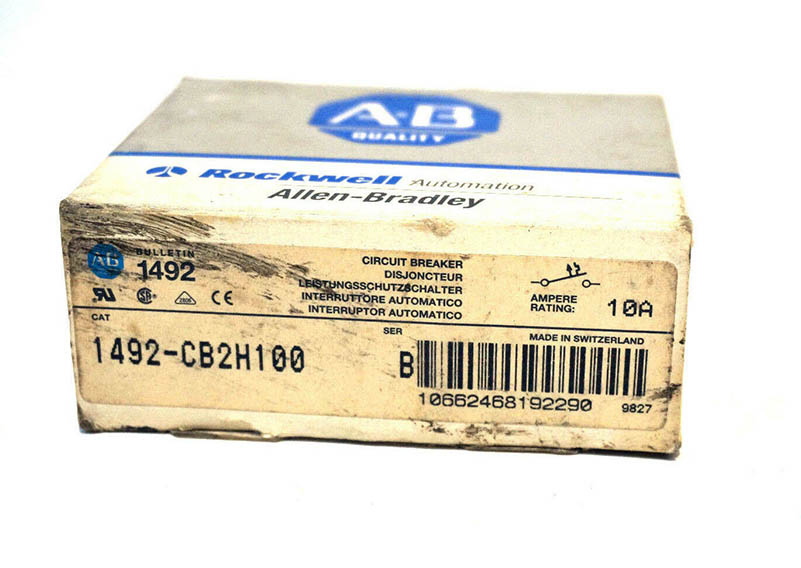 A·B
QUALITY
Rockwell Automation
Allen-Bradley
AB
BULLETIN
1492
CIRCUIT BREAKER
DISJONCTEUR
LEISTUNGSSCHUTZSCHALTER
INTERRUTTORE AUTOMATICO
INTERRUPTOR AUTOMATICO
AMPERE
RATING: 10A
CE
CAT
SER
MADE IN SWITZERLAND
1492-CB2H100
B
10662468192290
9827